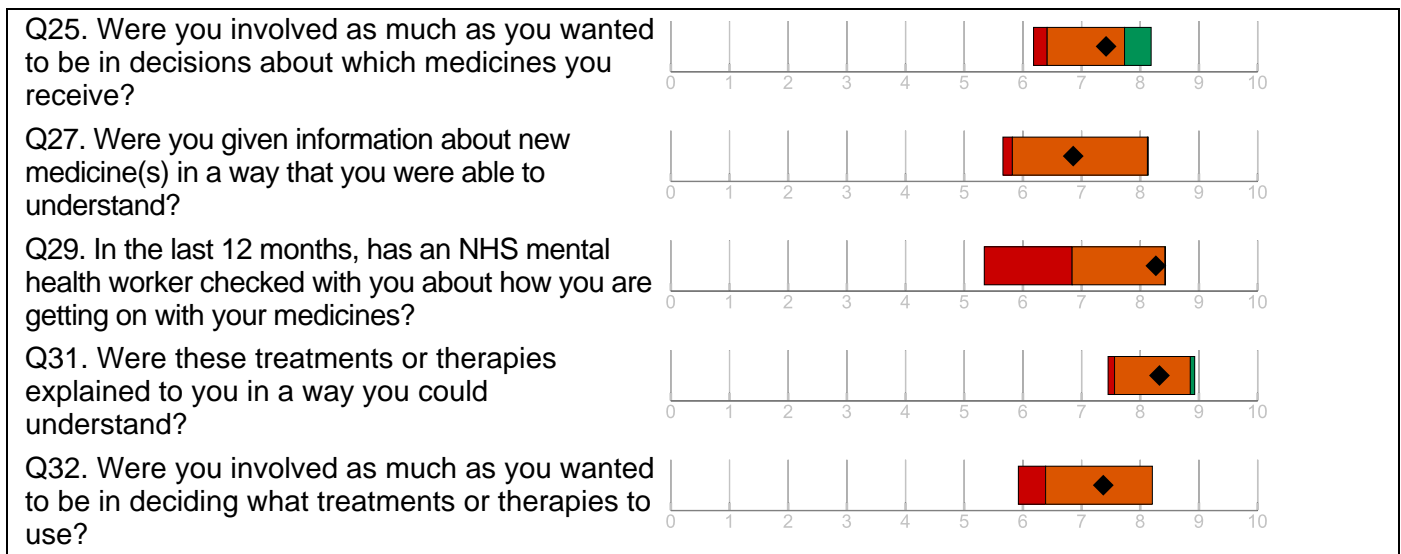 Q25. Were you involved as much as you wanted
to be in decisions about which medicines you
receive?
0 1 2 3 4 5 6 7 8 9 10
Q27. Were you given information about new
medicine(s) in a way that you were able to
understand?
0 1 2 3 4 5 6 7 8 9 10
Q29. In the last 12 months, has an NHS mental
health worker checked with you about how you are
getting on with your medicines?
0 1 2 3 4 5 6 7 8 9 10
Q31. Were these treatments or therapies
explained to you in a way you could
understand?
0 1 2 3 4 5 6 7 8 9 10
Q32. Were you involved as much as you wanted
to be in deciding what treatments or therapies to
use?
0 1 2 3 4 5 6 7 8 9 10